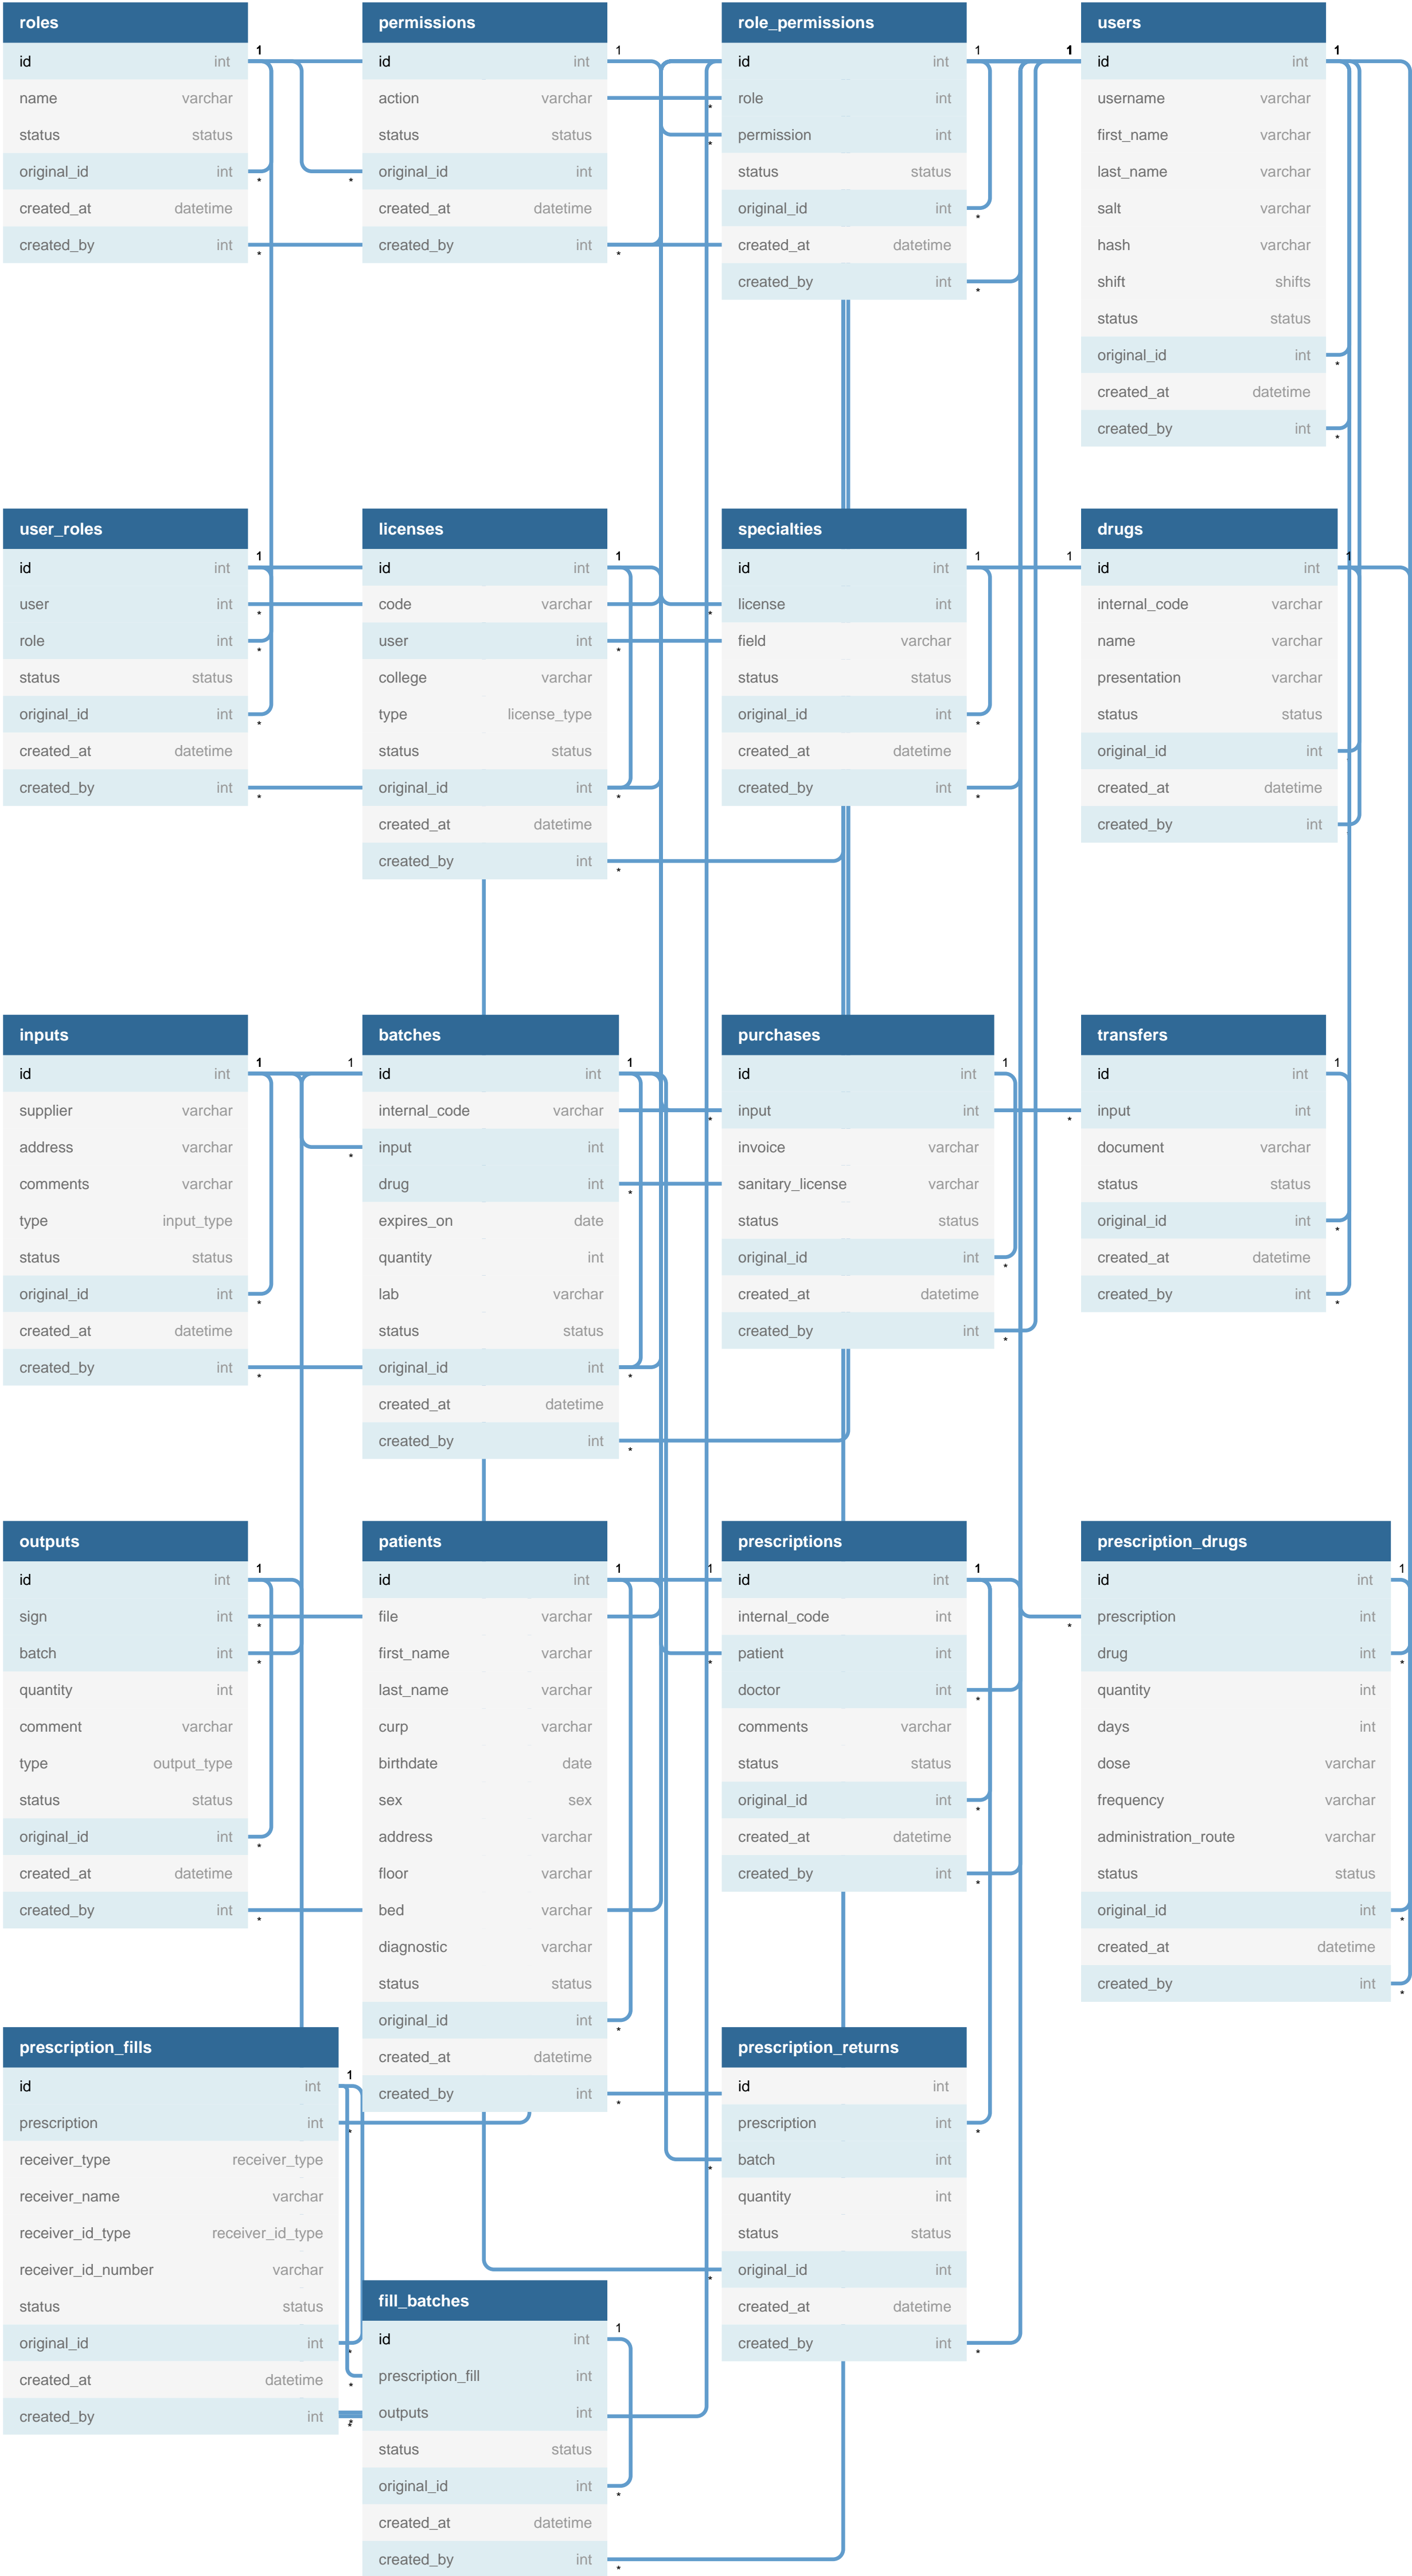 roles
id int
name varchar
status status
original_id int
created_at datetime
created_by int
permissions
id int
action varchar
status status
original_id int
created_at datetime
created_by int
role_permissions
id int
role int
permission int
status status
original_id int
created_at datetime
created_by int
users
id int
username varchar
first_name varchar
last_name varchar
salt varchar
hash varchar
shift shifts
status status
original_id int
created_at datetime
created_by int
user_roles
id int
user int
role int
status status
original_id int
created_at datetime
created_by int
licenses
id int
code varchar
user int
college varchar
type license_type
status status
original_id int
created_at datetime
created_by int
specialties
id int
license int
field varchar
status status
original_id int
created_at datetime
created_by int
drugs
id int
internal_code varchar
name varchar
presentation varchar
status status
original_id int
created_at datetime
created_by int
inputs
id int
supplier varchar
address varchar
comments varchar
type input_type
status status
original_id int
created_at datetime
created_by int
batches
id int
internal_code varchar
input int
drug int
expires_on date
quantity int
lab varchar
status status
original_id int
created_at datetime
created_by int
purchases
id int
input int
invoice varchar
sanitary_license varchar
status status
original_id int
created_at datetime
created_by int
transfers
id int
input int
document varchar
status status
original_id int
created_at datetime
created_by int
outputs
id int
sign int
batch int
quantity int
comment varchar
type output_type
status status
original_id int
created_at datetime
created_by int
patients
id int
file varchar
first_name varchar
last_name varchar
curp varchar
birthdate date
sex sex
address varchar
floor varchar
bed varchar
diagnostic varchar
status status
original_id int
created_at datetime
created_by int
prescriptions
id int
internal_code int
patient int
doctor int
comments varchar
status status
original_id int
created_at datetime
created_by int
prescription_drugs
id int
prescription int
drug int
quantity int
days int
dose varchar
frequency varchar
administration_route varchar
status status
original_id int
created_at datetime
created_by int
prescription_fills
id int
prescription int
receiver_type receiver_type
receiver_name varchar
receiver_id_type receiver_id_type
receiver_id_number varchar
status status
original_id int
created_at datetime
created_by int
fill_batches
id int
prescription_fill int
outputs int
status status
original_id int
created_at datetime
created_by int
prescription_returns
id int
prescription int
batch int
quantity int
status status
original_id int
created_at datetime
created_by int